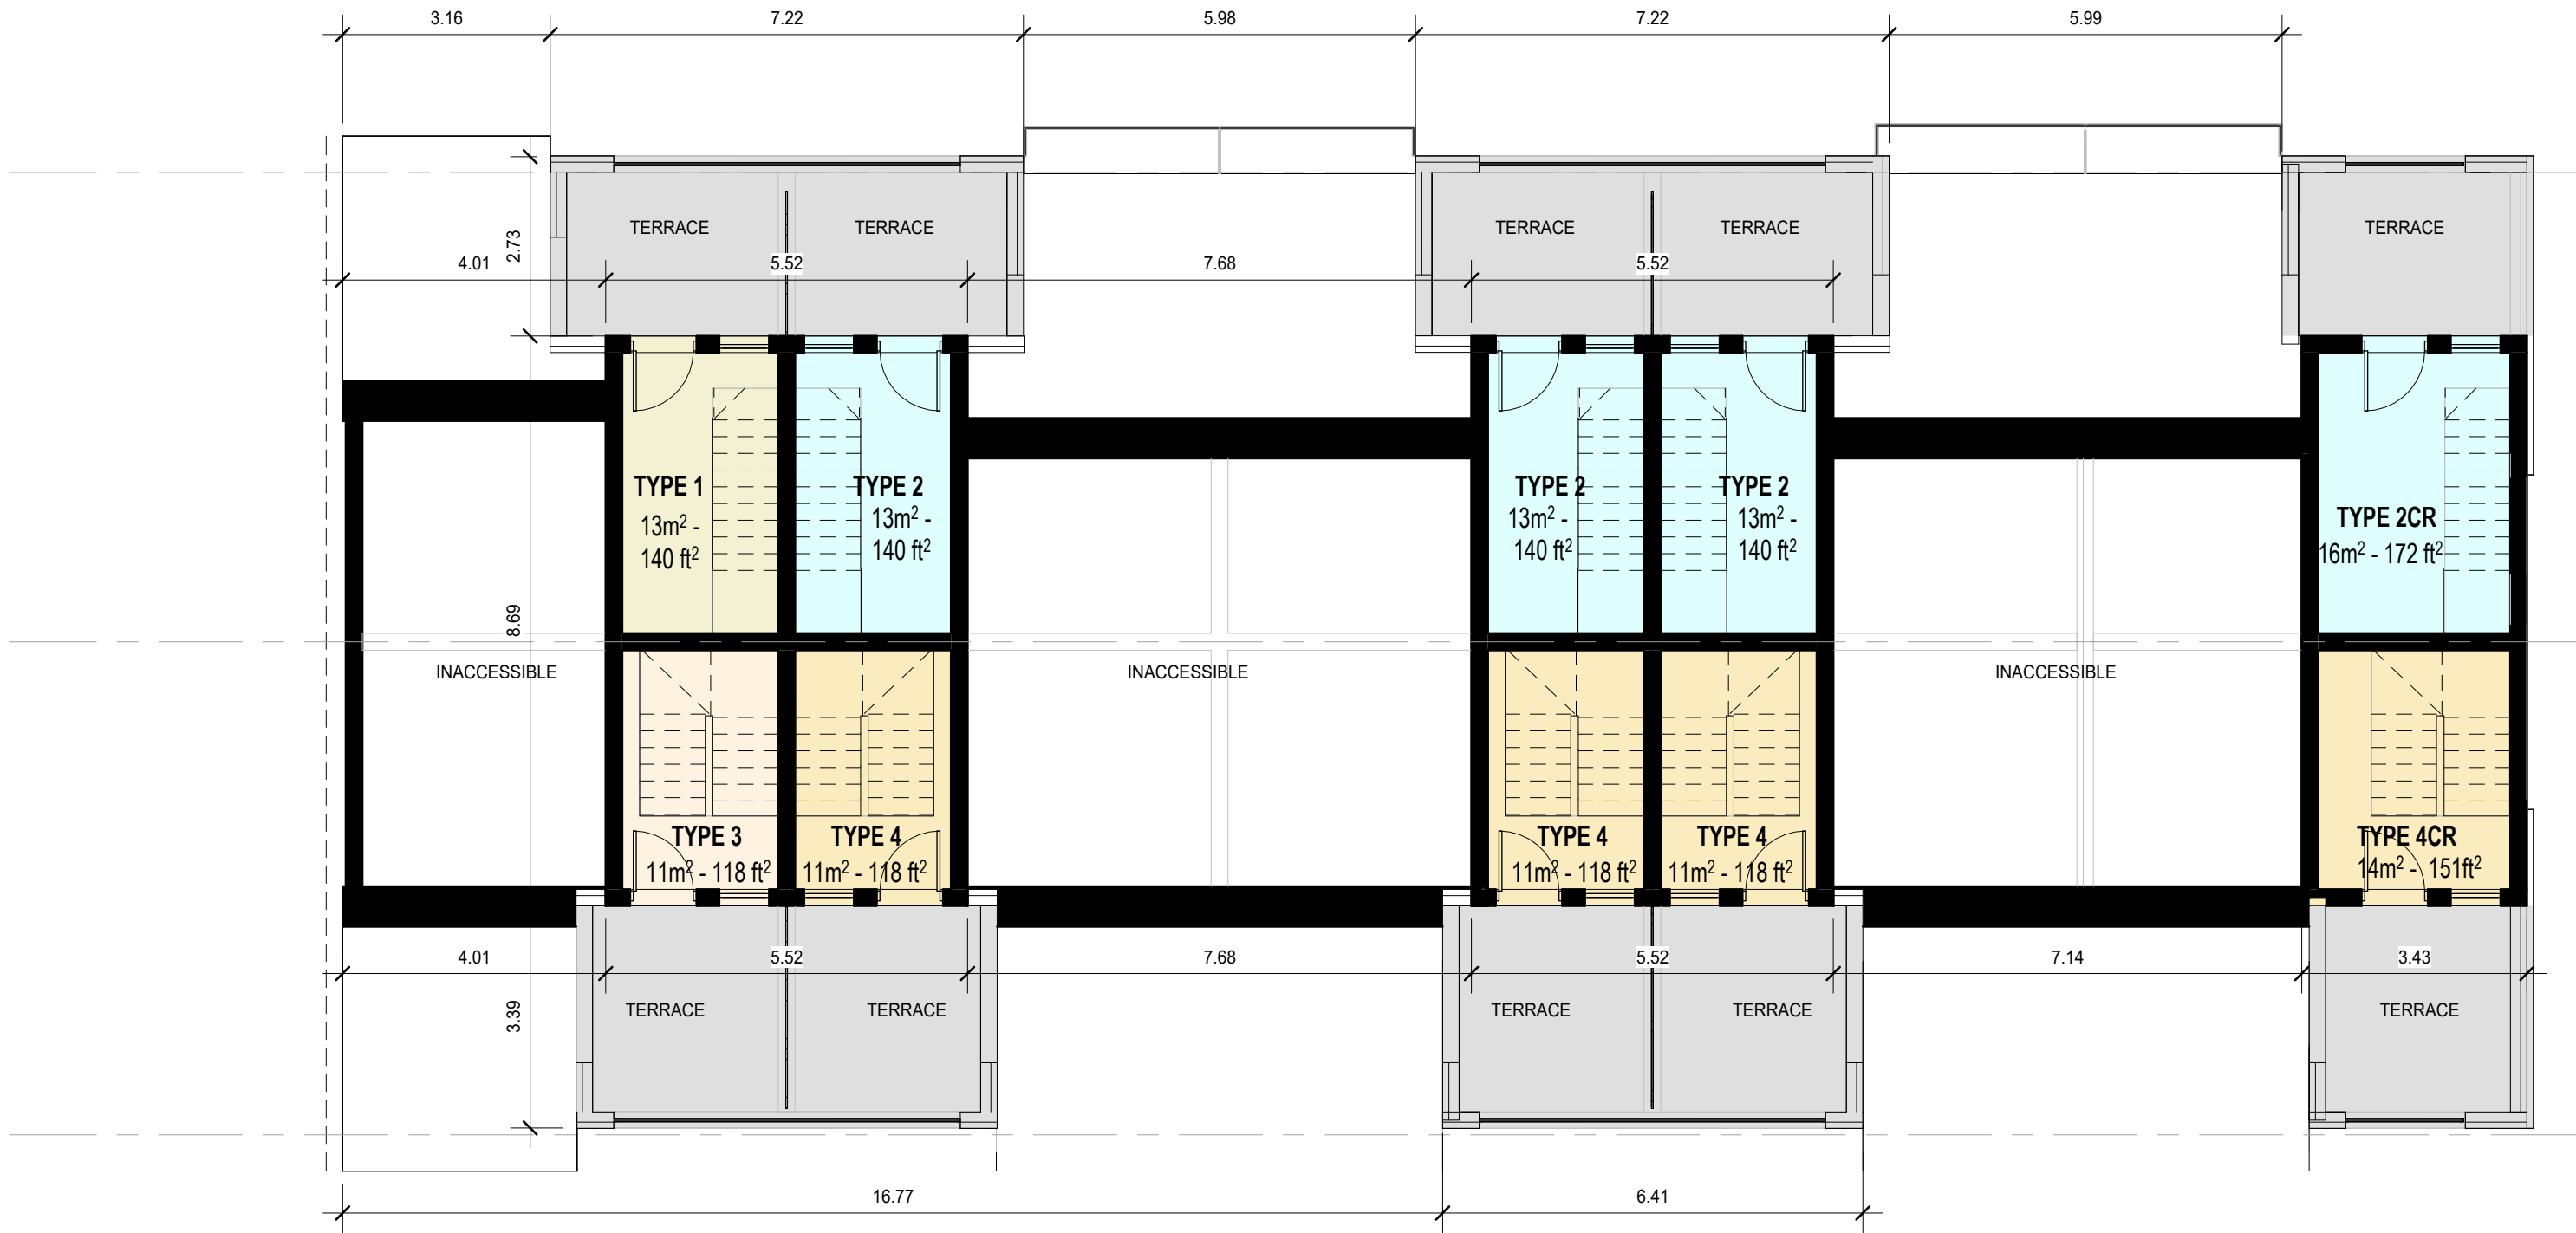 3.16
7.22
5.98
7.22
5.99
TERRACE
TERRACE
TERRACE
TERRACE
TERRACE
2.73
4.01
5.52
7.68
5.52
TYPE 1
13m² -
140 ft²
TYPE 2
13m² -
140 ft²
TYPE 2
13m² -
140 ft²
TYPE 2
13m² -
140 ft²
TYPE 2CR
16m² - 172 ft²
8.69
INACCESSIBLE
INACCESSIBLE
INACCESSIBLE
TYPE 3
11m² - 118 ft²
TYPE 4
11m² - 118 ft²
TYPE 4
11m² - 118 ft²
TYPE 4
11m² - 118 ft²
TYPE 4CR
14m² - 151ft²
4.01
5.52
7.68
5.52
7.14
3.43
3.39
TERRACE
TERRACE
TERRACE
TERRACE
TERRACE
16.77
6.41